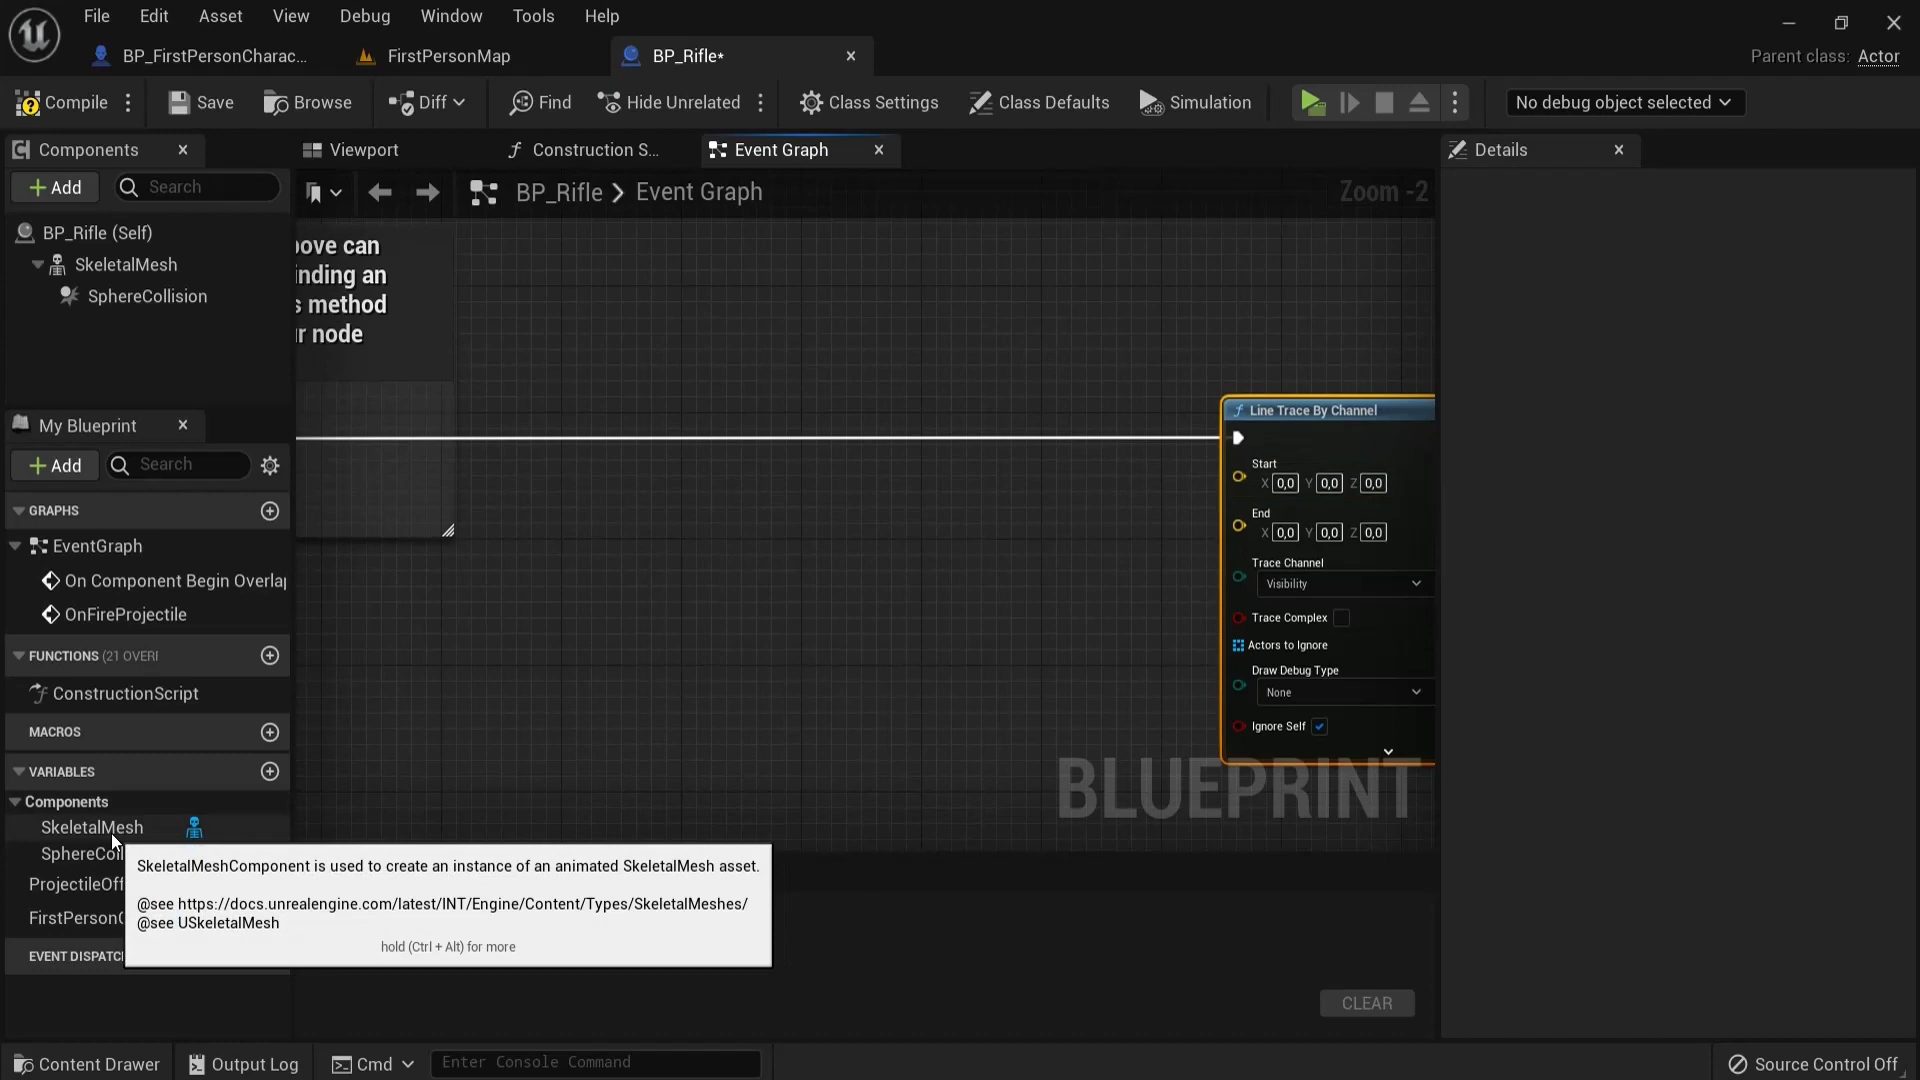 File Edit Asset View Debug Window Tools Help
BP_FirstPersonCharac... FirstPersonMap BP_Rifle* Parent class: Actor
Compile Save Browse Diff Find Hide Unrelated Class Settings Class Defaults Simulation No debug object selected
Components Viewport Construction S... Event Graph Details
Add Search BP_Rifle Event Graph Zoom -2
BP_Rifle (Self)
SkeletalMesh
SphereCollision
ove can
inding an
s method
r node
My Blueprint
Add Search
GRAPHS
EventGraph
On Component Begin Overla
OnFireProjectile
FUNCTIONS (21 OVERI
ConstructionScript
MACROS
VARIABLES
Components
SkeletalMesh
SphereColl
ProjectileOff
FirstPersonC
EVENT DISPATC
Line Trace By Channel
Start
X 0,0 Y 0,0 Z 0,0
End
X 0,0 Y 0,0 Z 0,0
Trace Channel
Visibility
Trace Complex
Actors to Ignore
Draw Debug Type
None
Ignore Self
BLUEPRINT
SkeletalMeshComponent is used to create an instance of an animated SkeletalMesh asset.
@see https://docs.unrealengine.com/latest/INT/Engine/Content/Types/SkeletalMeshes/
@see USkeletalMesh
hold (Ctrl + Alt) for more
CLEAR
Content Drawer Output Log Cmd Enter Console Command Source Control Off